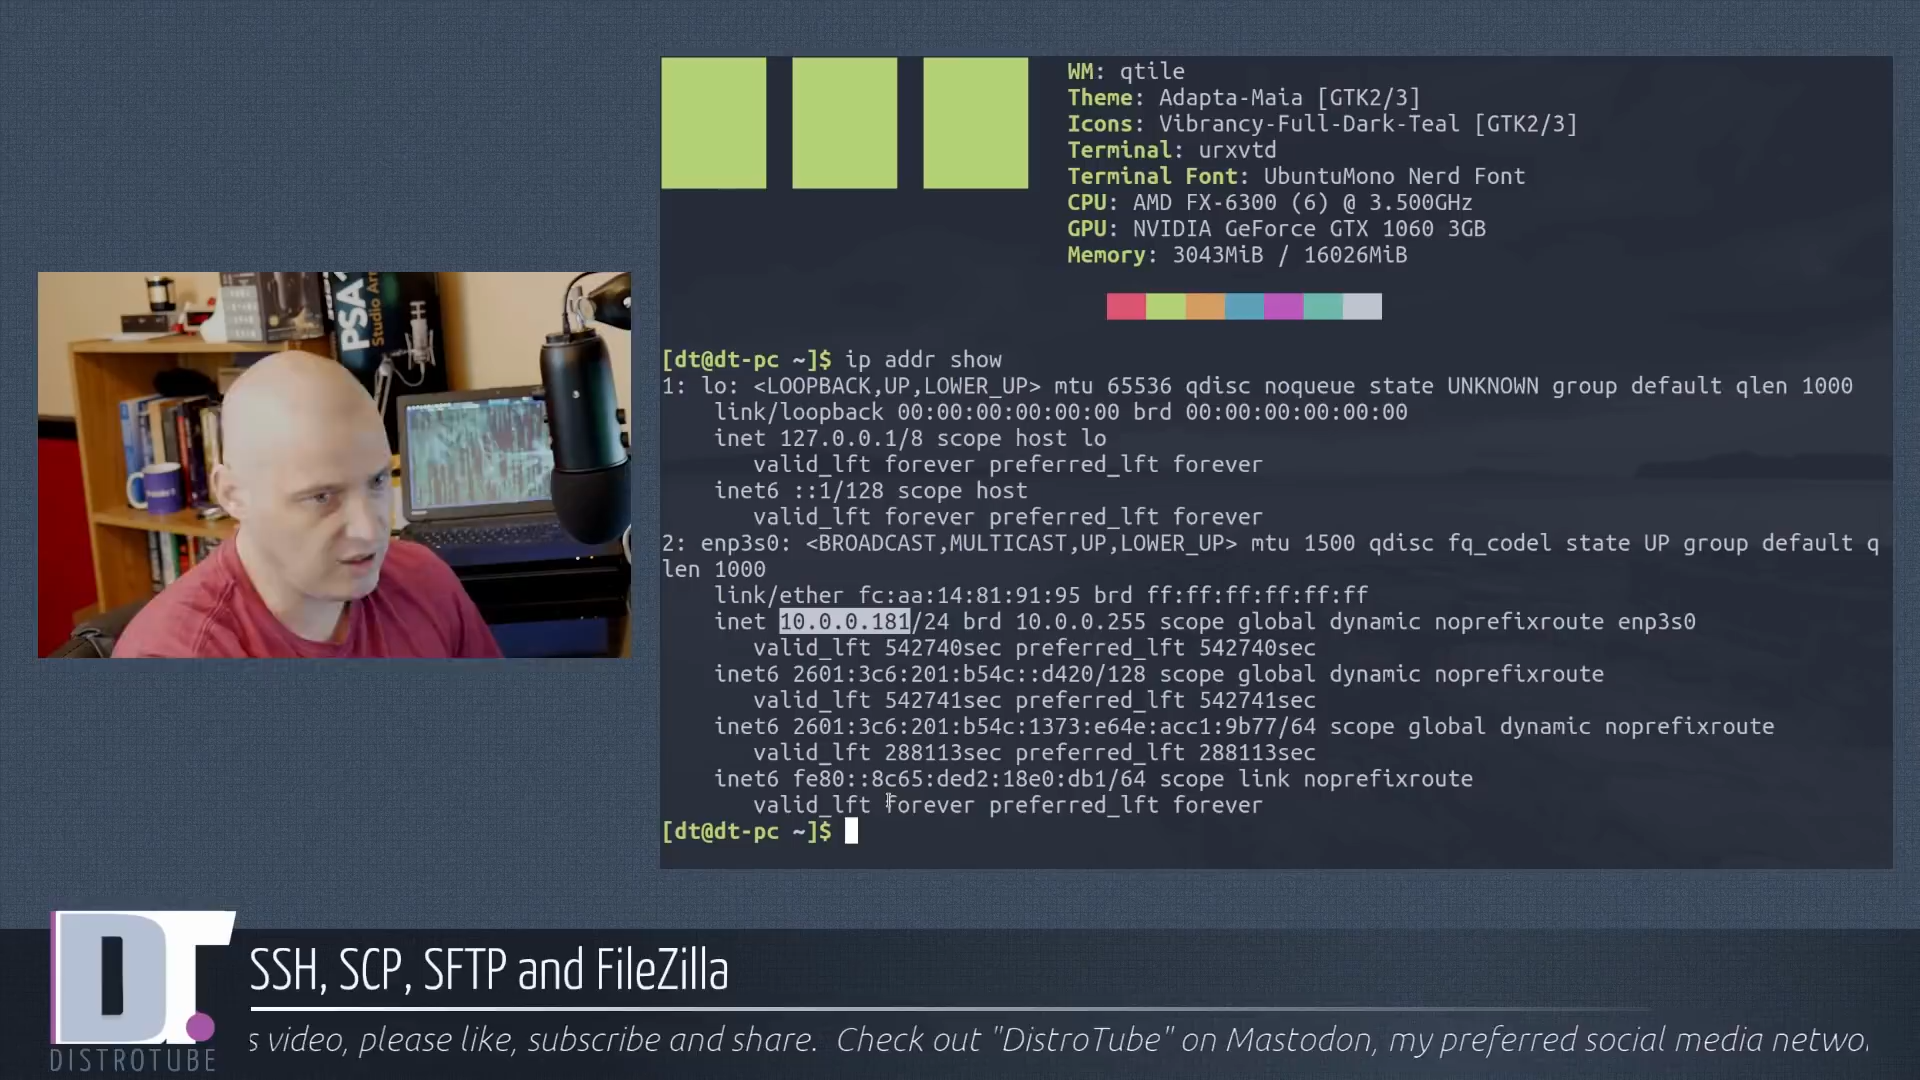 WM: qtile
Theme: Adapta-Maia [GTK2/3]
Icons: Vibrancy-Full-Dark-Teal [GTK2/3]
Terminal: urxvtd
Terminal Font: UbuntuMono Nerd Font
CPU: AMD FX-6300 (6) @ 3.500GHz
GPU: NVIDIA GeForce GTX 1060 3GB
Memory: 3043MiB / 16026MiB
[dt@dt-pc ~]$ ip addr show
1: lo: <LOOPBACK,UP,LOWER_UP> mtu 65536 qdisc noqueue state UNKNOWN group default qlen 1000
link/loopback 00:00:00:00:00:00 brd 00:00:00:00:00:00
inet 127.0.0.1/8 scope host lo
valid_lft forever preferred_lft forever
inet6 ::1/128 scope host
valid_lft forever preferred_lft forever
2: enp3s0: <BROADCAST,MULTICAST,UP,LOWER_UP> mtu 1500 qdisc fq_codel state UP group default q
len 1000
link/ether fc:aa:14:81:91:95 brd ff:ff:ff:ff:ff:ff
inet 10.0.0.181/24 brd 10.0.0.255 scope global dynamic noprefixroute enp3s0
valid_lft 542740sec preferred_lft 542740sec
inet6 2601:3c6:201:b54c::d420/128 scope global dynamic noprefixroute
valid_lft 542741sec preferred_lft 542741sec
inet6 2601:3c6:201:b54c:1373:e64e:acc1:9b77/64 scope global dynamic noprefixroute
valid_lft 288113sec preferred_lft 288113sec
inet6 fe80::8c65:ded2:18e0:db1/64 scope link noprefixroute
valid_lft forever preferred_lft forever
[dt@dt-pc ~]$
PSA1
Studio Ar
DT.
DISTROTUBE
SSH, SCP, SFTP and FileZilla
s video, please like, subscribe and share. Check out "DistroTube" on Mastodon, my preferred social media netwo